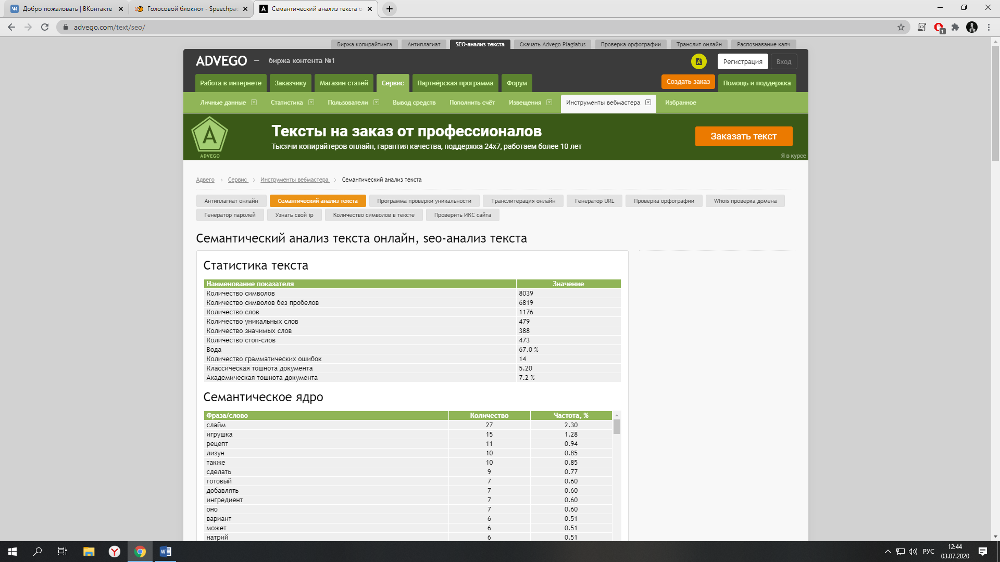 Добро пожаловать | ВКонтакте
Голосовой блокнот - Speechpad
Семантический анализ текста о
advego.com/text/seo/
1
Биржа копирайтинга Антиплагиат SEO-анализ текста Скачать Advego Plagiatus Проверка орфографии Транслит онлайн Распознавание капч
ADVEGO — биржа контента №1
Регистрация Вход
Работа в интернете Заказчику Магазин статей Сервис Партнёрская программа Форум Создать заказ Помощь и поддержка
Личные данные Статистика Пользователи Вывод средств Пополнить счёт Извещения Инструменты вебмастера Избранное
A
ADVEGO
Тексты на заказ от профессионалов
Тысячи копирайтеров онлайн, гарантия качества, поддержка 24х7, работаем более 10 лет
Заказать текст
Я в курсе
Адвего > Сервис > Инструменты вебмастера > Семантический анализ текста
Антиплагиат онлайн Семантический анализ текста Программа проверки уникальности Транслитерация онлайн Генератор URL Проверка орфографии Whois проверка домена
Генератор паролей Узнать свой ip Количество символов в тексте Проверить ИКС сайта
Семантический анализ текста онлайн, seo-анализ текста
Статистика текста
Наименование показателя Значение
Количество символов 8039
Количество символов без пробелов 6819
Количество слов 1176
Количество уникальных слов 479
Количество значимых слов 388
Количество стоп-слов 473
Вода 67.0 %
Количество грамматических ошибок 14
Классическая тошнота документа 5.20
Академическая тошнота документа 7.2 %
Семантическое ядро
Фраза/слово Количество Частота, %
слайм 27 2.30
игрушка 15 1.28
рецепт 11 0.94
лизун 10 0.85
также 10 0.85
сделать 9 0.77
готовый 7 0.60
добавлять 7 0.60
ингредиент 7 0.60
оно 7 0.60
вариант 6 0.51
может 6 0.51
натрий 6 0.51
РУС
12:44
03.07.2020